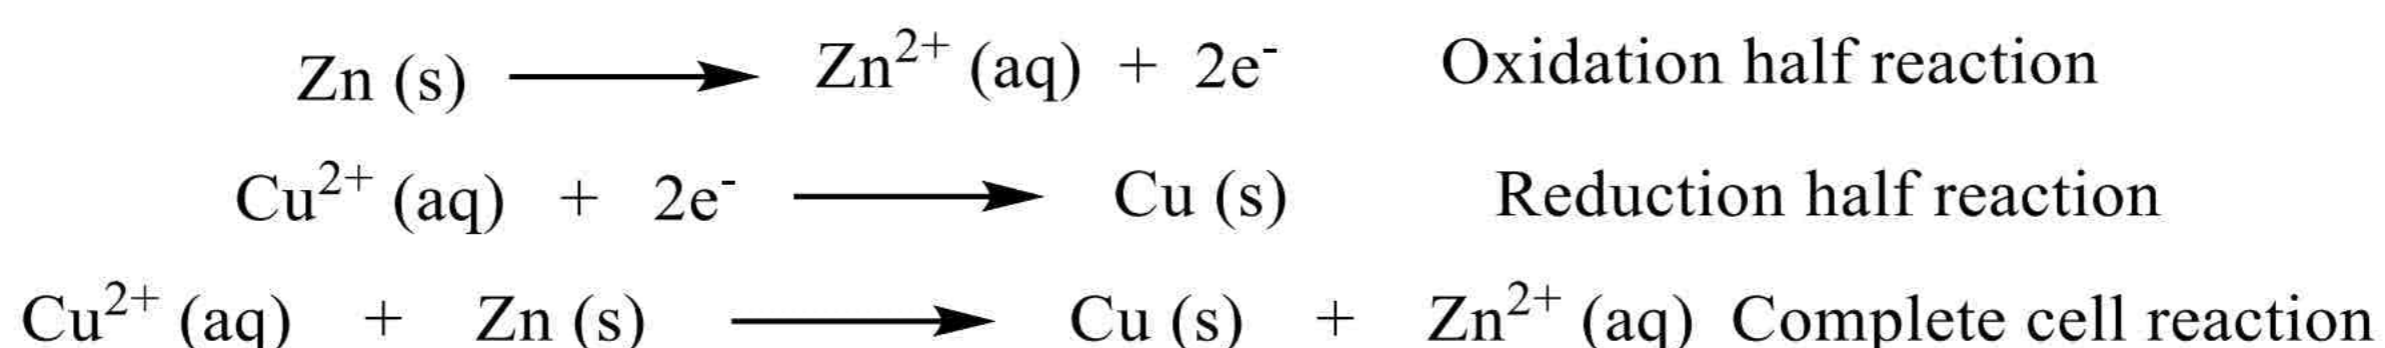 Zn (s) ⟶ Zn²⁺ (aq) + 2e⁻ Oxidation half reaction
Cu²⁺ (aq) + 2e⁻ ⟶ Cu (s) Reduction half reaction
Cu²⁺ (aq) + Zn (s) ⟶ Cu (s) + Zn²⁺ (aq) Complete cell reaction